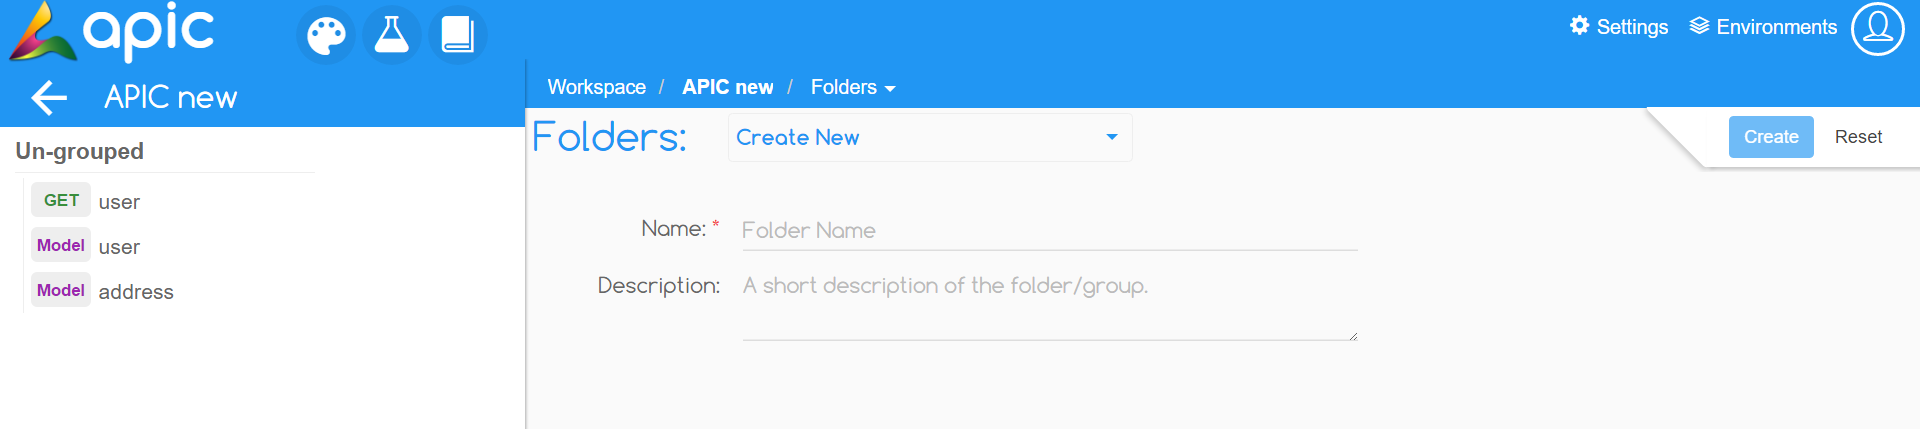 apic
Settings
Environments
APIC new
Workspace / APIC new / Folders
Un-grouped
GET user
Model user
Model address
Folders: Create New
Create Reset
Name: * Folder Name
Description: A short description of the folder/group.